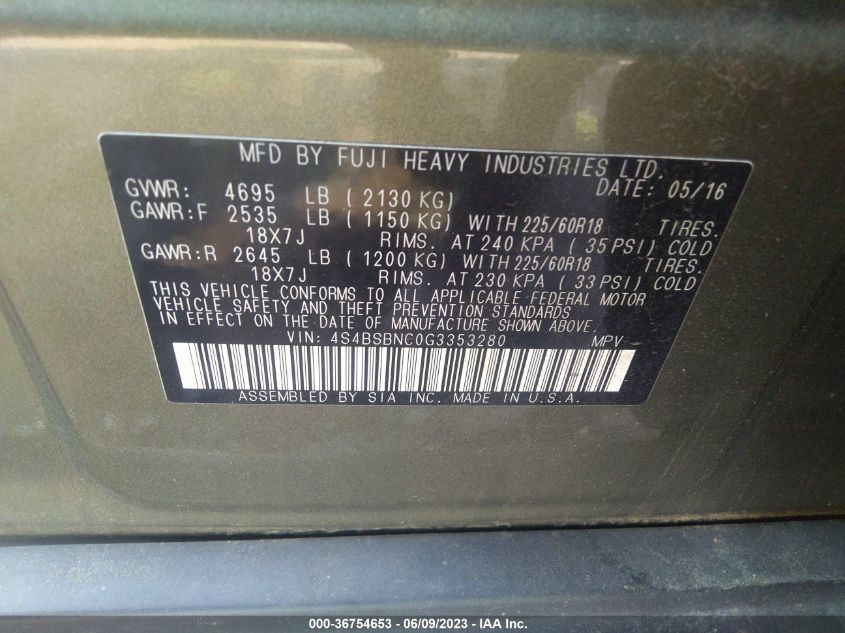 MFD BY FUJI HEAVY INDUSTRIES LTD.
DATE: 05/16
GVWR: 4695 LB ( 2130 KG)
GAWR:F 2535 LB ( 1150 KG) WITH 225/60R18 TIRES.
18X7J RIMS. AT 240 KPA ( 35 PSI) COLD
GAWR:R 2645 LB ( 1200 KG) WITH 225/60R18 TIRES.
18X7J RIMS. AT 230 KPA ( 33 PSI) COLD
THIS VEHICLE CONFORMS TO ALL APPLICABLE FEDERAL MOTOR
VEHICLE SAFETY AND THEFT PREVENTION STANDARDS
IN EFFECT ON THE DATE OF MANUFACTURE SHOWN ABOVE.
VIN: 4S4BSBNC0G3353280 MPV
ASSEMBLED BY SIA INC. MADE IN U.S.A.
000-36754653 - 06/09/2023 - IAA Inc.